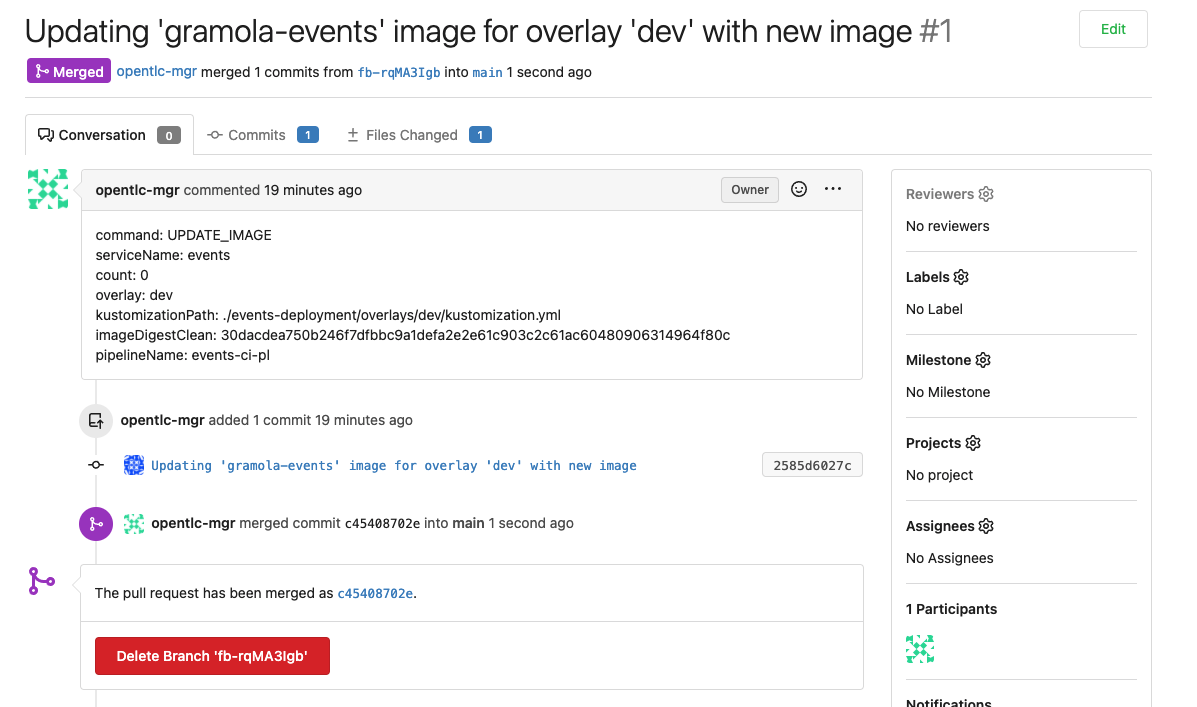 Updating 'gramola-events' image for overlay 'dev' with new image #1
Edit
Merged opentlc-mgr merged 1 commits from fb-rqMA3Igb into main 1 second ago
Conversation 0 Commits 1 Files Changed 1
opentlc-mgr commented 19 minutes ago Owner
command: UPDATE_IMAGE
serviceName: events
count: 0
overlay: dev
kustomizationPath: ./events-deployment/overlays/dev/kustomization.yml
imageDigestClean: 30dacdea750b246f7dfbbc9a1defa2e2e61c903c2c61ac60480906314964f80c
pipelineName: events-ci-pl
opentlc-mgr added 1 commit 19 minutes ago
Updating 'gramola-events' image for overlay 'dev' with new image 2585d6027c
opentlc-mgr merged commit c45408702e into main 1 second ago
The pull request has been merged as c45408702e.
Delete Branch 'fb-rqMA3Igb'
Reviewers
No reviewers
Labels
No Label
Milestone
No Milestone
Projects
No project
Assignees
No Assignees
1 Participants
Notifications